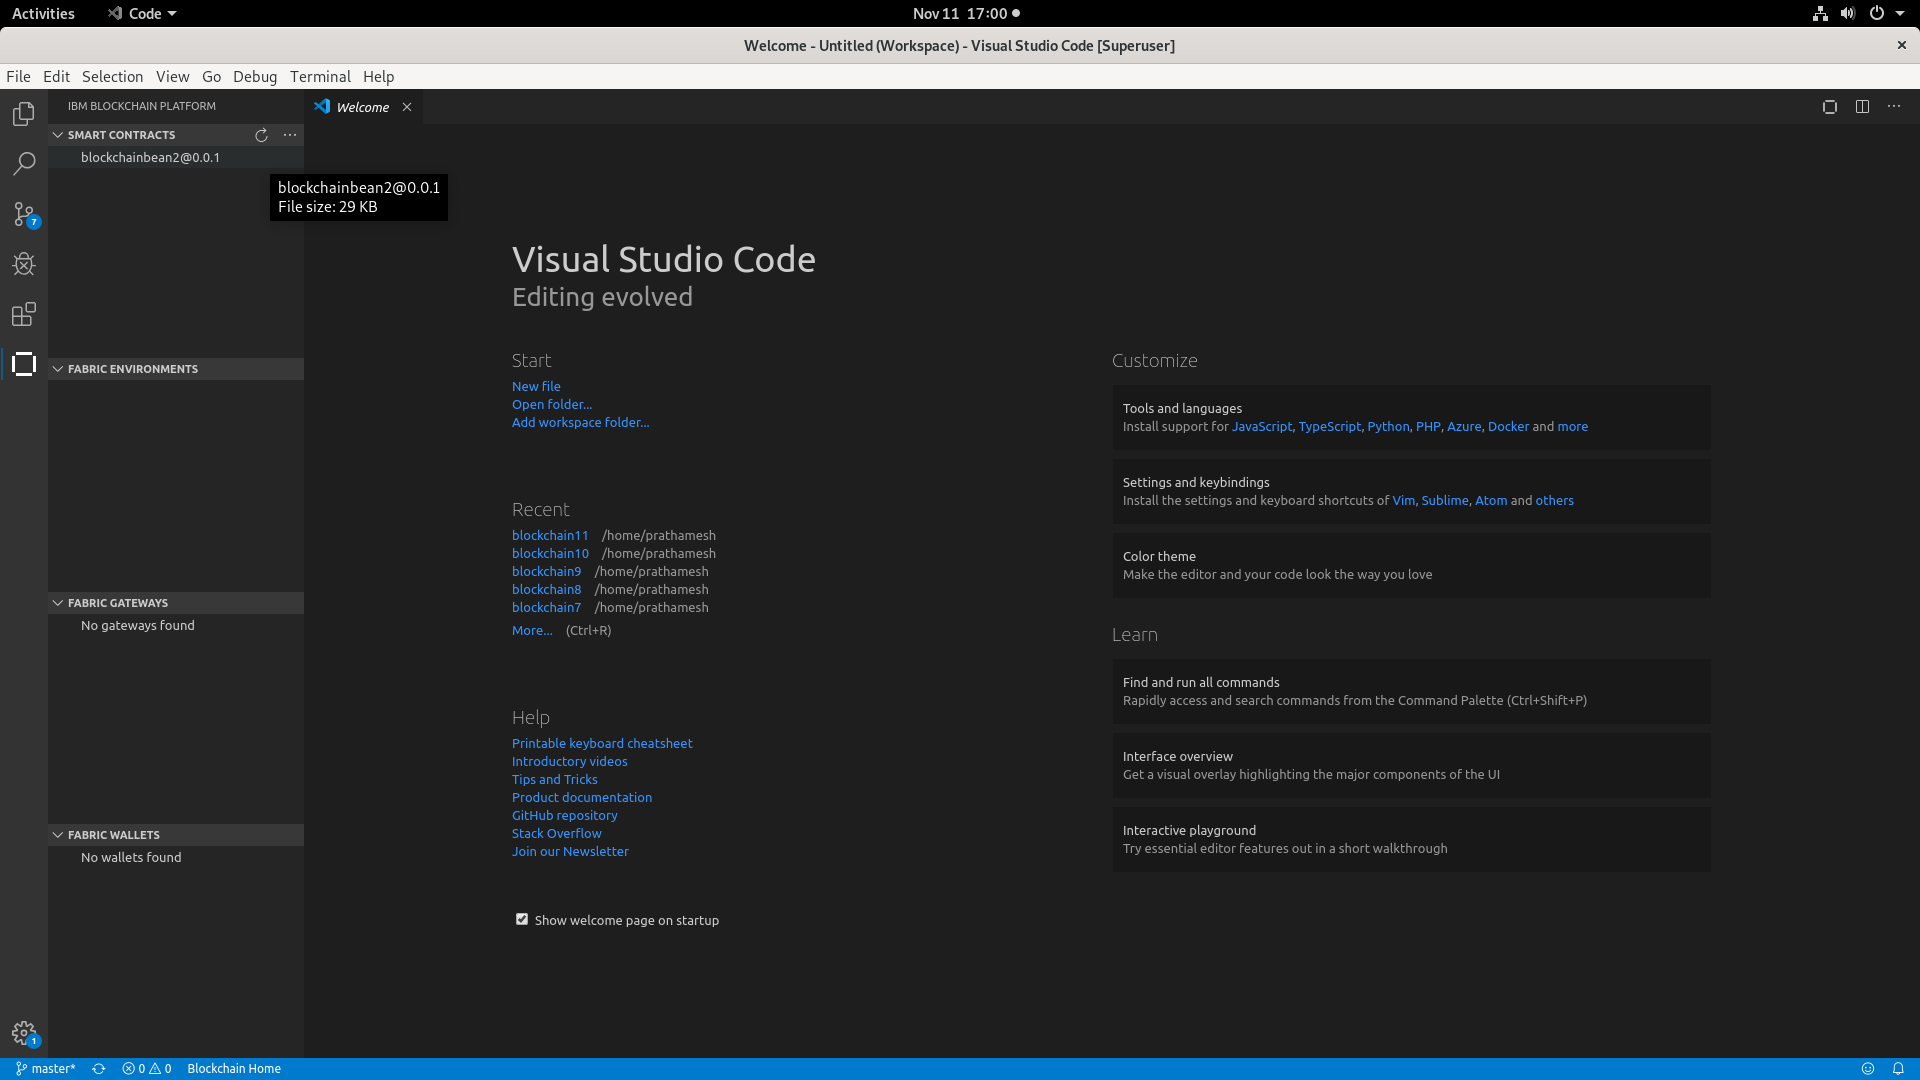 Activities Code Nov 11 17:00
Welcome - Untitled (Workspace) - Visual Studio Code [Superuser]
File Edit Selection View Go Debug Terminal Help
IBM BLOCKCHAIN PLATFORM
SMART CONTRACTS
blockchainbean2@0.0.1
blockchainbean2@0.0.1
File size: 29 KB
7
FABRIC ENVIRONMENTS
FABRIC GATEWAYS
No gateways found
FABRIC WALLETS
No wallets found
1
Welcome
Visual Studio Code
Editing evolved
Start
New file
Open folder...
Add workspace folder...
Recent
blockchain11 /home/prathamesh
blockchain10 /home/prathamesh
blockchain9 /home/prathamesh
blockchain8 /home/prathamesh
blockchain7 /home/prathamesh
More... (Ctrl+R)
Help
Printable keyboard cheatsheet
Introductory videos
Tips and Tricks
Product documentation
GitHub repository
Stack Overflow
Join our Newsletter
Show welcome page on startup
Customize
Tools and languages
Install support for JavaScript, TypeScript, Python, PHP, Azure, Docker and more
Settings and keybindings
Install the settings and keyboard shortcuts of Vim, Sublime, Atom and others
Color theme
Make the editor and your code look the way you love
Learn
Find and run all commands
Rapidly access and search commands from the Command Palette (Ctrl+Shift+P)
Interface overview
Get a visual overlay highlighting the major components of the UI
Interactive playground
Try essential editor features out in a short walkthrough
master* 0 0 Blockchain Home